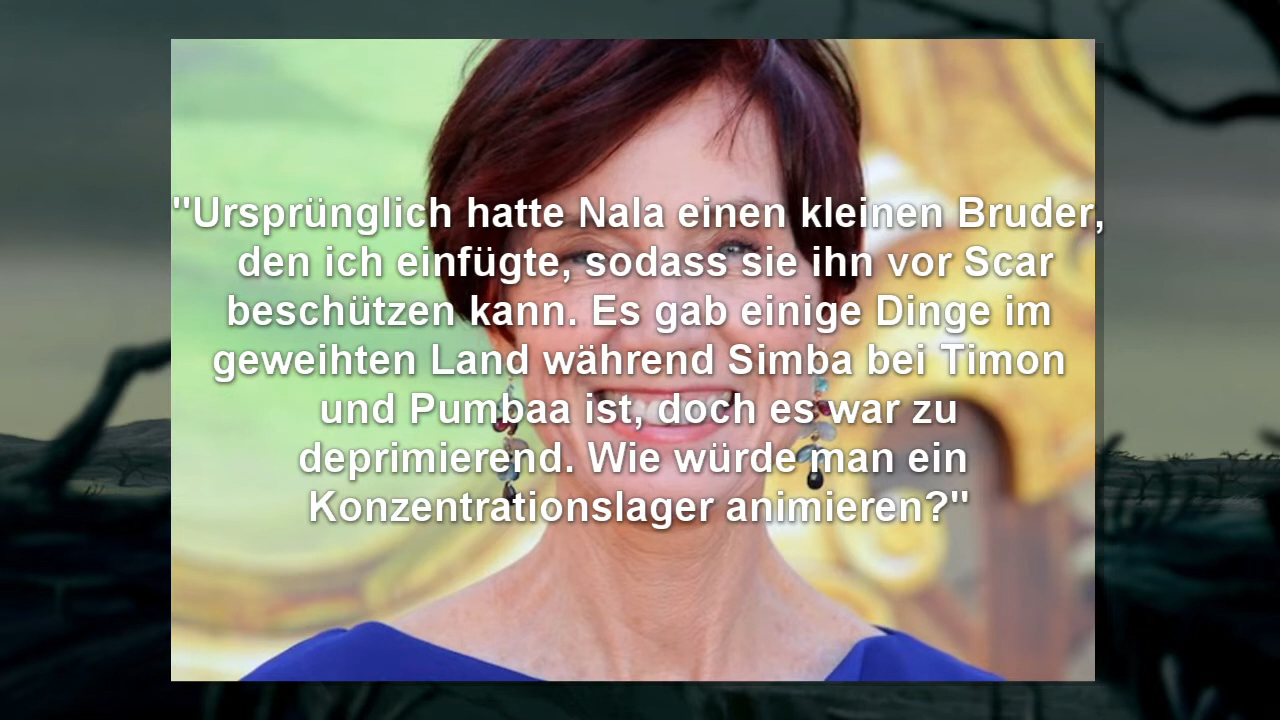 "Ursprünglich hatte Nala einen kleinen Bruder,
den ich einfügte, sodass sie ihn vor Scar
beschützen kann. Es gab einige Dinge im
geweihten Land während Simba bei Timon
und Pumbaa ist, doch es war zu
deprimierend. Wie würde man ein
Konzentrationslager animieren?"